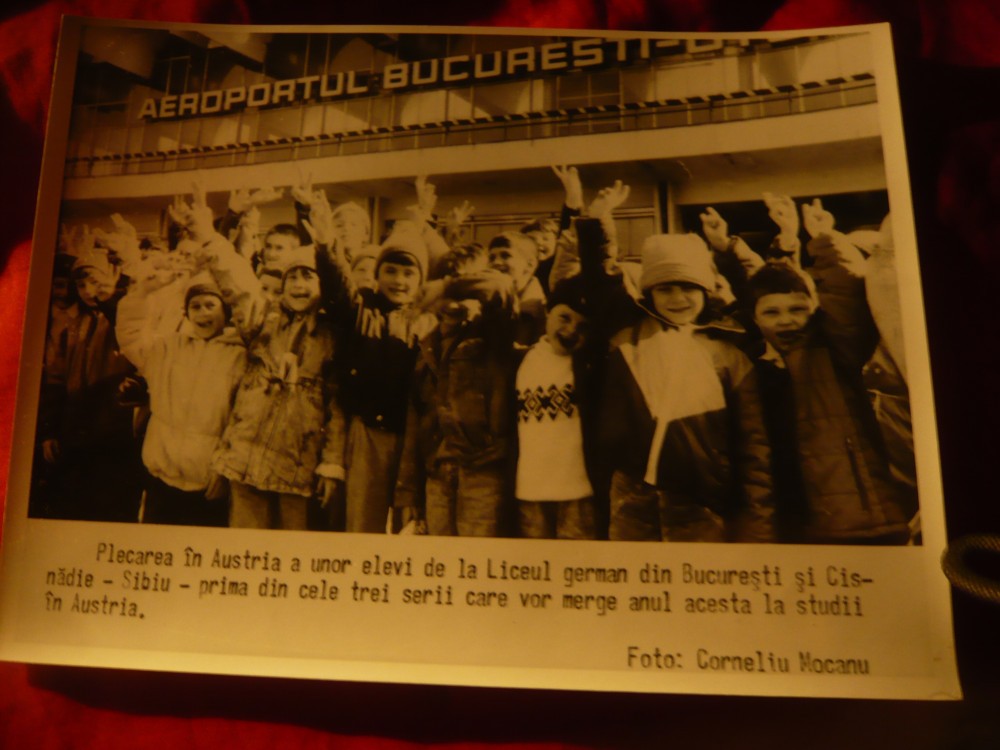 AEROPORTUL BUCUREȘTI-
Plecarea în Austria a unor elevi de la Liceul german din Bucureşti şi Cis-
nădie - Sibiu - prima din cele trei serii care vor merge anul acesta la studii
în Austria.
Foto: Corneliu Mocanu